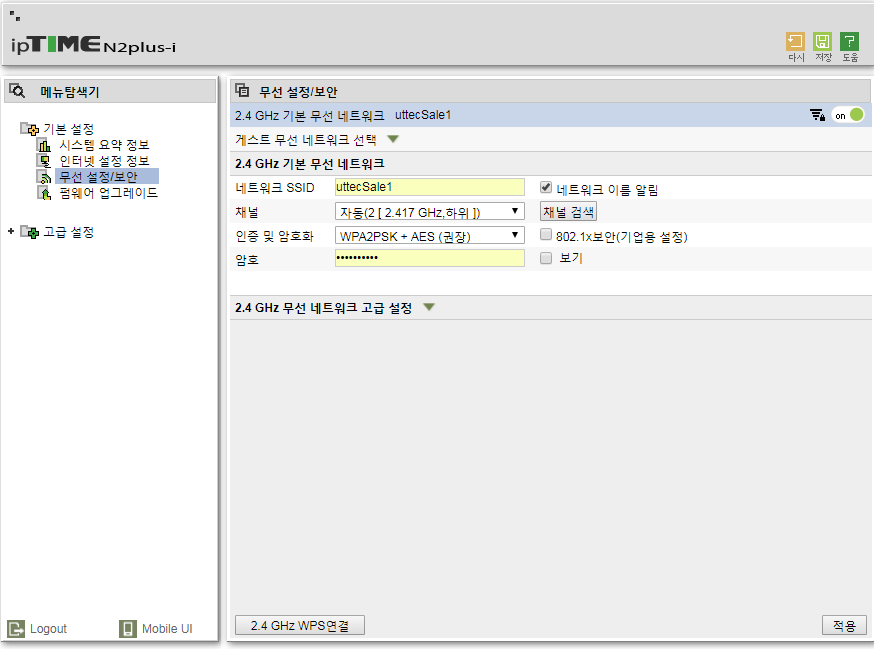 ipTIME N2plus-i
다시 저장 도움
메뉴탐색기
기본 설정
시스템 요약 정보
인터넷 설정 정보
무선 설정/보안
펌웨어 업그레이드
고급 설정
Logout Mobile UI
무선 설정/보안
2.4 GHz 기본 무선 네트워크 uttecSale1 on
게스트 무선 네트워크 선택
2.4 GHz 기본 무선 네트워크
네트워크 SSID uttecSale1 네트워크 이름 알림
채널 자동(2 [ 2.417 GHz,하위 ]) 채널 검색
인증 및 암호화 WPA2PSK + AES (권장) 802.1x보안(기업용 설정)
암호 •••••••••• 보기
2.4 GHz 무선 네트워크 고급 설정
2.4 GHz WPS연결 적용